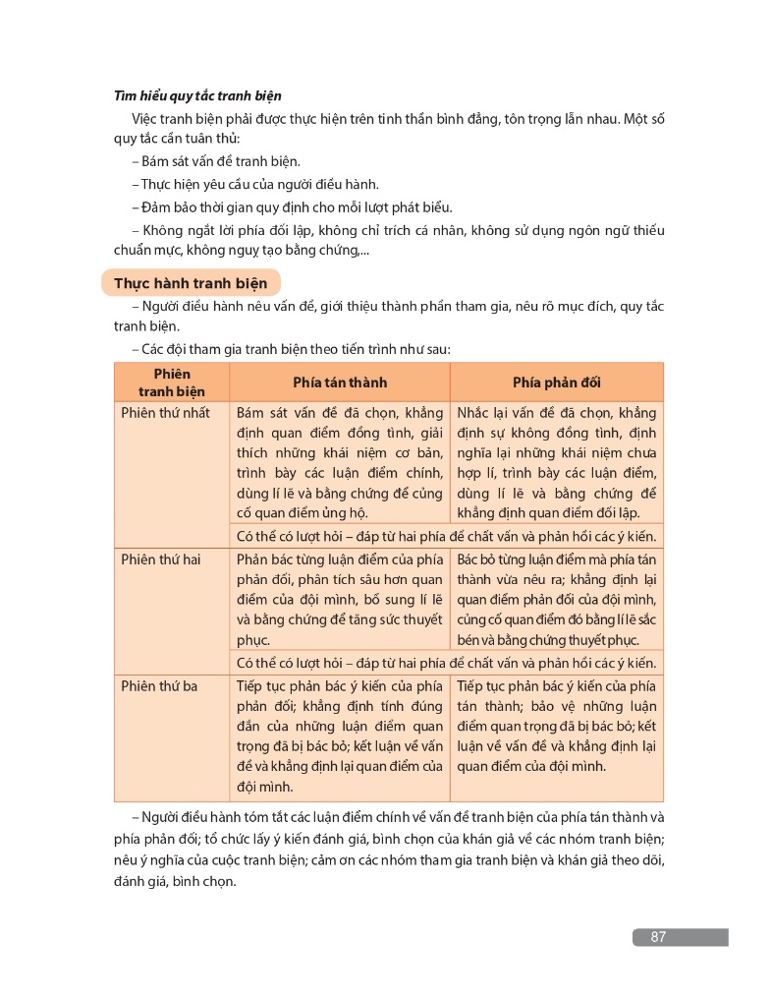 Tìm hiểu quy tắc tranh biện
Việc tranh biện phải được thực hiện trên tinh thần bình đẳng, tôn trọng lẫn nhau. Một số
quy tắc cần tuân thủ:
– Bám sát vấn đề tranh biện.
– Thực hiện yêu cầu của người điều hành.
– Đảm bảo thời gian quy định cho mỗi lượt phát biểu.
– Không ngắt lời phía đối lập, không chỉ trích cá nhân, không sử dụng ngôn ngữ thiếu
chuẩn mực, không nguỵ tạo bằng chứng,...
Thực hành tranh biện
– Người điều hành nêu vấn đề, giới thiệu thành phần tham gia, nêu rõ mục đích, quy tắc
tranh biện.
– Các đội tham gia tranh biện theo tiến trình như sau:
Phiên
tranh biện
Phía tán thành
Phía phản đối
Phiên thứ nhất
Bám sát vấn đề đã chọn, khẳng
định quan điểm đồng tình, giải
thích những khái niệm cơ bản,
trình bày các luận điểm chính,
dùng lí lẽ và bằng chứng để củng
cố quan điểm ủng hộ.
Nhắc lại vấn đề đã chọn, khẳng
định sự không đồng tình, định
nghĩa lại những khái niệm chưa
hợp lí, trình bày các luận điểm,
dùng lí lẽ và bằng chứng để
khẳng định quan điểm đối lập.
Có thể có lượt hỏi – đáp từ hai phía để chất vấn và phản hồi các ý kiến.
Phiên thứ hai
Phản bác từng luận điểm của phía
phản đối, phân tích sâu hơn quan
điểm của đội mình, bổ sung lí lẽ
và bằng chứng để tăng sức thuyết
phục.
Bác bỏ từng luận điểm mà phía tán
thành vừa nêu ra; khẳng định lại
quan điểm phản đối của đội mình,
củng cố quan điểm đó bằng lí lẽ sắc
bén và bằng chứng thuyết phục.
Có thể có lượt hỏi – đáp từ hai phía để chất vấn và phản hồi các ý kiến.
Phiên thứ ba
Tiếp tục phản bác ý kiến của phía
phản đối; khẳng định tính đúng
đắn của những luận điểm quan
trọng đã bị bác bỏ; kết luận về vấn
đề và khẳng định lại quan điểm của
đội mình.
Tiếp tục phản bác ý kiến của phía
tán thành; bảo vệ những luận
điểm quan trọng đã bị bác bỏ; kết
luận về vấn đề và khẳng định lại
quan điểm của đội mình.
– Người điều hành tóm tắt các luận điểm chính về vấn đề tranh biện của phía tán thành và
phía phản đối; tổ chức lấy ý kiến đánh giá, bình chọn của khán giả về các nhóm tranh biện;
nêu ý nghĩa của cuộc tranh biện; cảm ơn các nhóm tham gia tranh biện và khán giả theo dõi,
đánh giá, bình chọn.
87